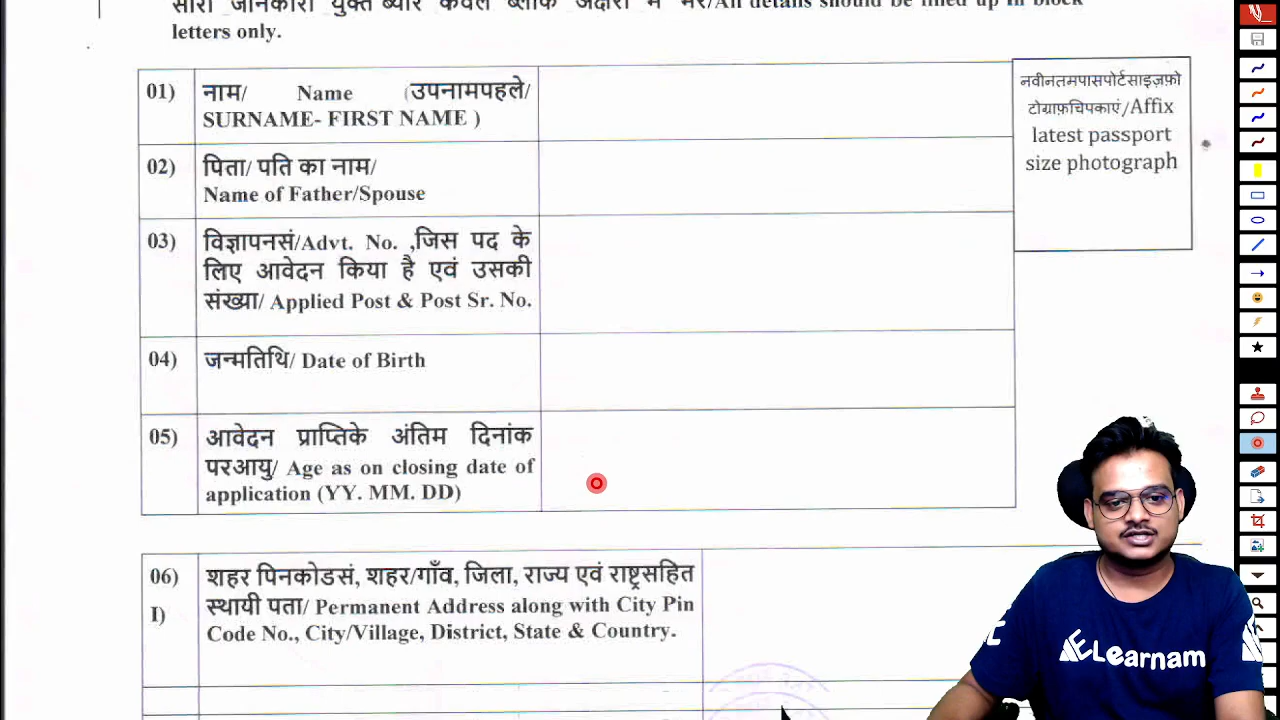 letters only.
01)
नाम/ Name (उपनामपहले/
SURNAME- FIRST NAME )
नवीनतमपासपोर्टसाइज़फ़ो
टोग्राफ़चिपकाएं/Affix
latest passport
size photograph
02)
पिता/ पति का नाम/
Name of Father/Spouse
03)
विज्ञापनसं/Advt. No. ,जिस पद के
लिए आवेदन किया है एवं उसकी
संख्या/ Applied Post & Post Sr. No.
04)
जन्मतिथि/ Date of Birth
05)
आवेदन प्राप्तिके अंतिम दिनांक
परआयु/ Age as on closing date of
application (YY. MM. DD)
06)
I)
शहर पिनकोडसं, शहर/गाँव, जिला, राज्य एवं राष्ट्रसहित
स्थायी पता/ Permanent Address along with City Pin
Code No., City/Village, District, State & Country.
Learnam